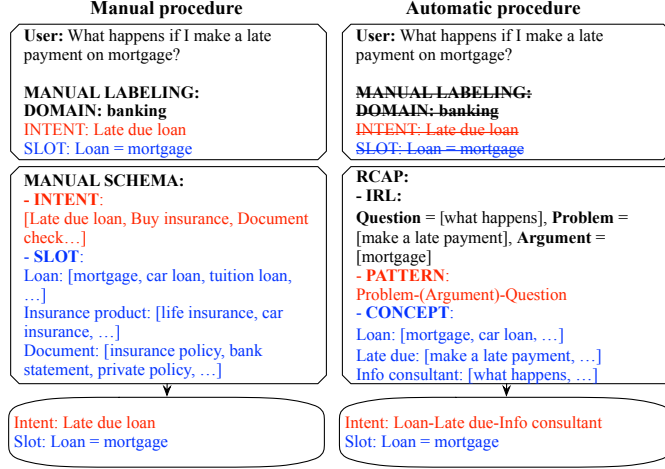 Manual procedure
User: What happens if I make a late
payment on mortgage?
MANUAL LABELING:
DOMAIN: banking
INTENT: Late due loan
SLOT: Loan = mortgage
MANUAL SCHEMA:
- INTENT:
[Late due loan, Buy insurance, Document
check…]
- SLOT:
Loan: [mortgage, car loan, tuition loan,
…]
Insurance product: [life insurance, car
insurance, …]
Document: [insurance policy, bank
statement, private policy, …]
Intent: Late due loan
Slot: Loan = mortgage
Automatic procedure
User: What happens if I make a late
payment on mortgage?
MANUAL LABELING:
DOMAIN: banking
INTENT: Late due loan
SLOT: Loan = mortgage
RCAP:
- IRL:
Question = [what happens], Problem =
[make a late payment], Argument =
[mortgage]
- PATTERN:
Problem-(Argument)-Question
- CONCEPT:
Loan: [mortgage, car loan, …]
Late due: [make a late payment, …]
Info consultant: [what happens, …]
Intent: Loan-Late due-Info consultant
Slot: Loan = mortgage